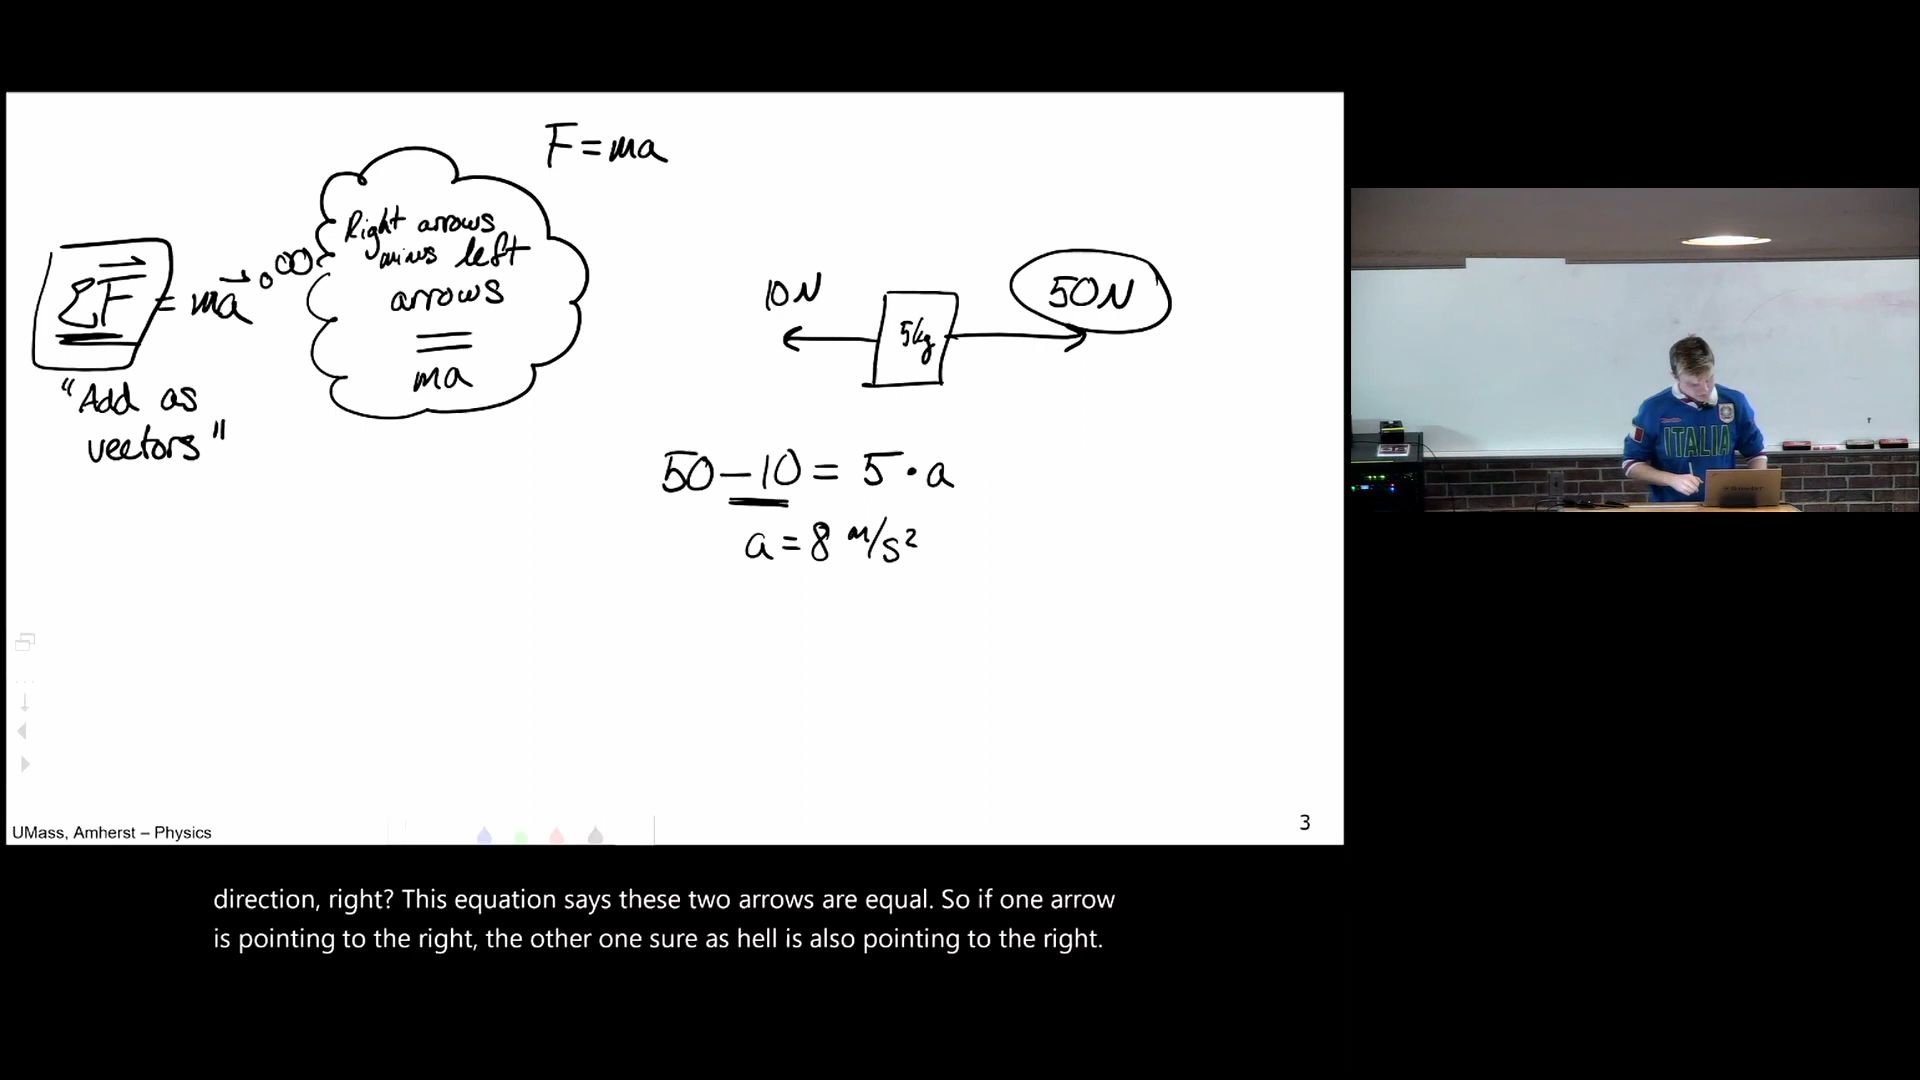 F = ma
Right arrows
minus left
arrows
=
ma
ΣF = ma
"Add as
vectors"
10N
5kg
50N
50 – 10 = 5 · a
a = 8 m/s²
UMass, Amherst – Physics
3
ITALIA
direction, right? This equation says these two arrows are equal. So if one arrow
is pointing to the right, the other one sure as hell is also pointing to the right.